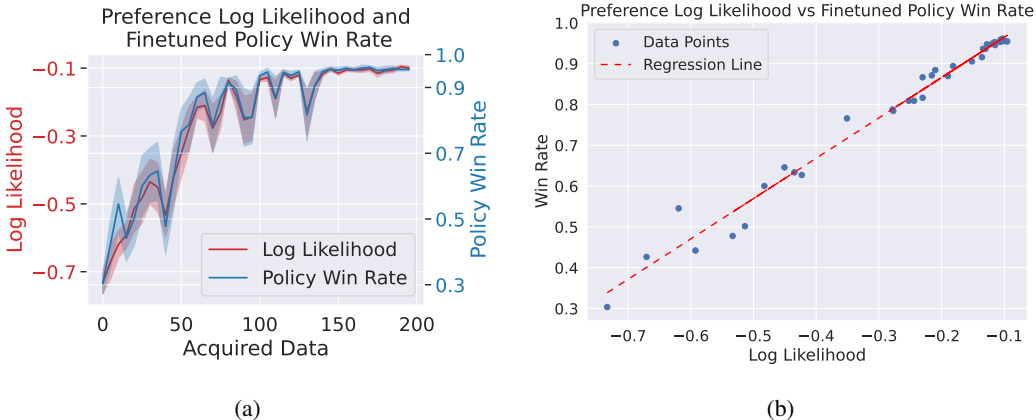 Preference Log Likelihood and
Finetuned Policy Win Rate
−0.1
−0.3
−0.5
−0.7
Log Likelihood
1.0
0.9
0.7
0.5
0.3
Policy Win Rate
Log Likelihood
Policy Win Rate
0 50 100 150 200
Acquired Data
(a)
Preference Log Likelihood vs Finetuned Policy Win Rate
1.0
0.9
0.8
0.7
0.6
0.5
0.4
0.3
Win Rate
Data Points
Regression Line
−0.7 −0.6 −0.5 −0.4 −0.3 −0.2 −0.1
Log Likelihood
(b)